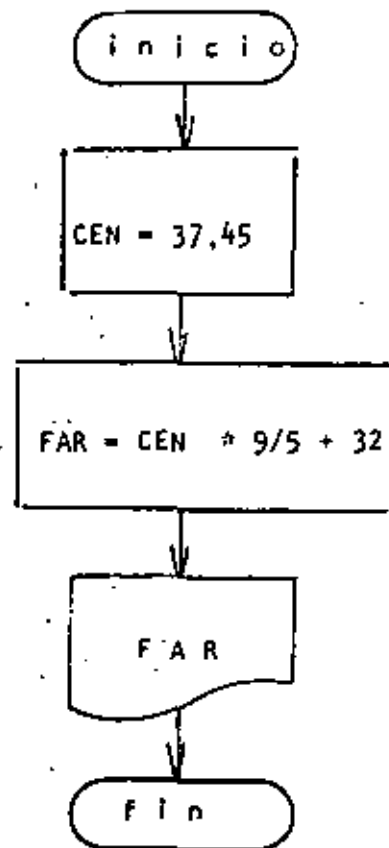 inicio
CEN = 37,45
FAR = CEN * 9/5 + 32
FAR
fin